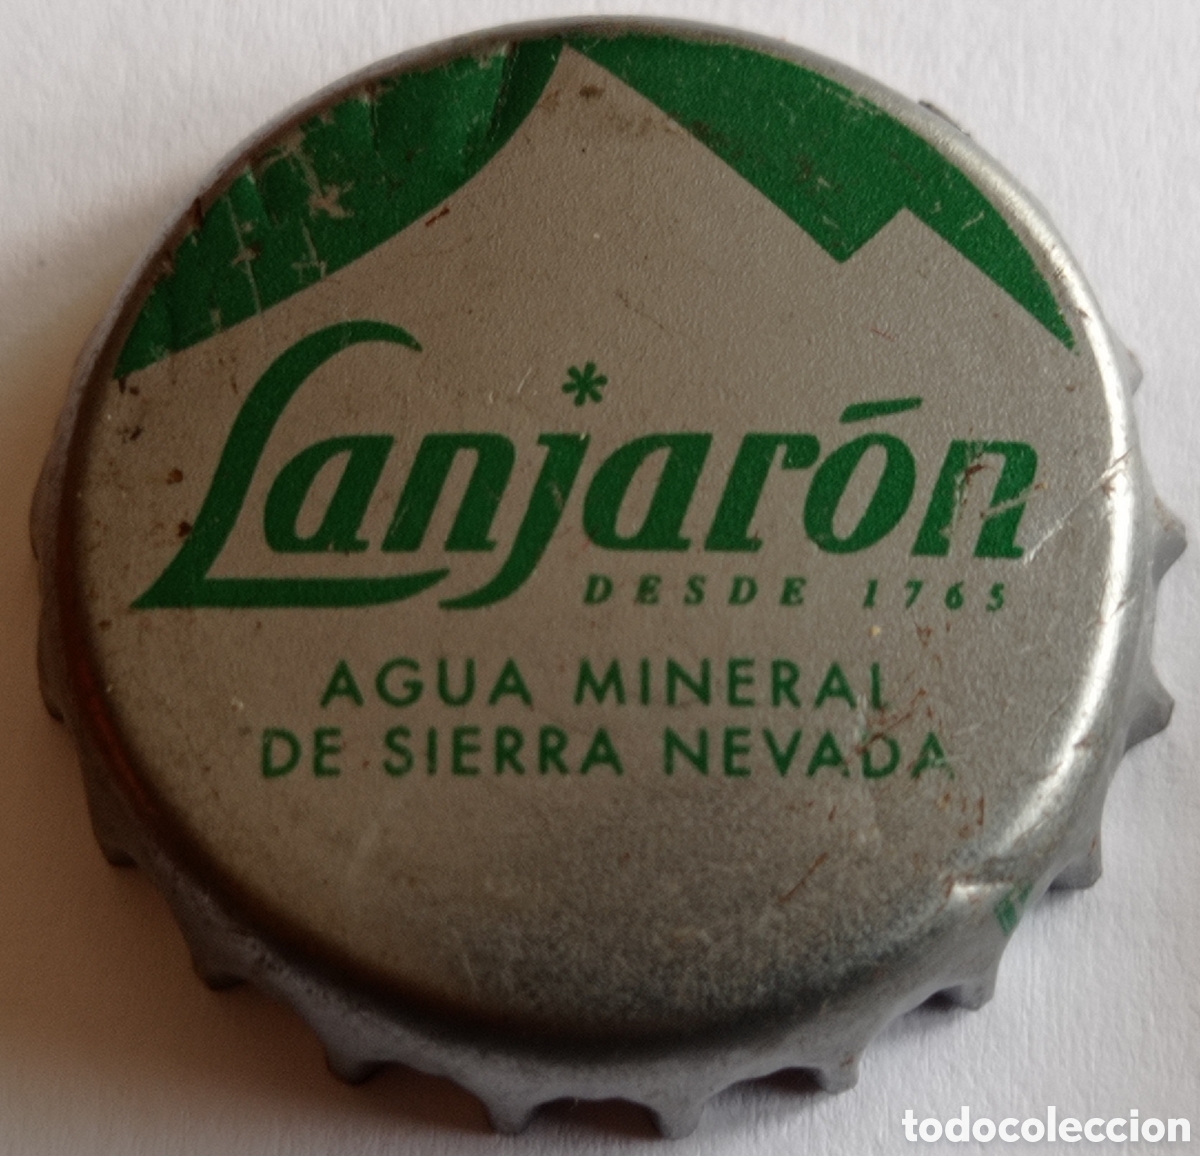 Lanjarón
DESDE 1765
AGUA MINERAL
DE SIERRA NEVADA
todocoleccion